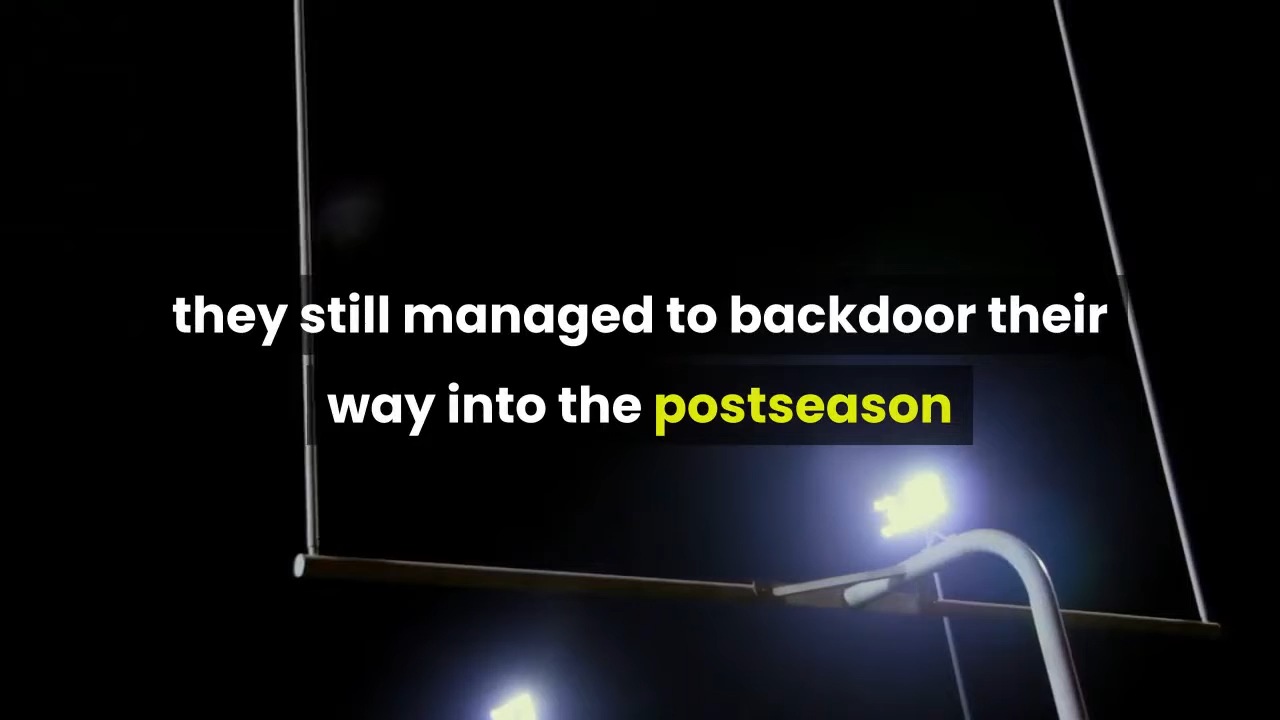 they still managed to backdoor their
way into the postseason